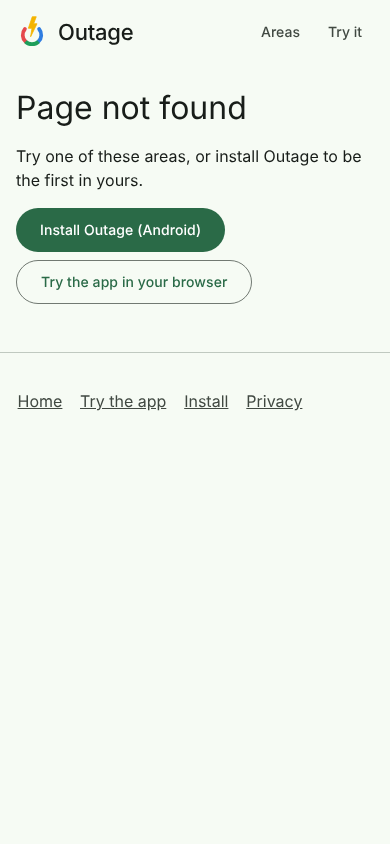 Outage
Areas
Try it
Page not found
Try one of these areas, or install Outage to be
the first in yours.
Install Outage (Android)
Try the app in your browser
Home
Try the app
Install
Privacy